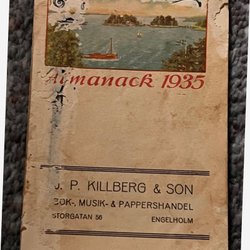 Almanack 1935
J. P. KILLBERG & SON
BOK-, MUSIK- & PAPPERSHANDEL
STORGATAN 56 ENGELHOLM